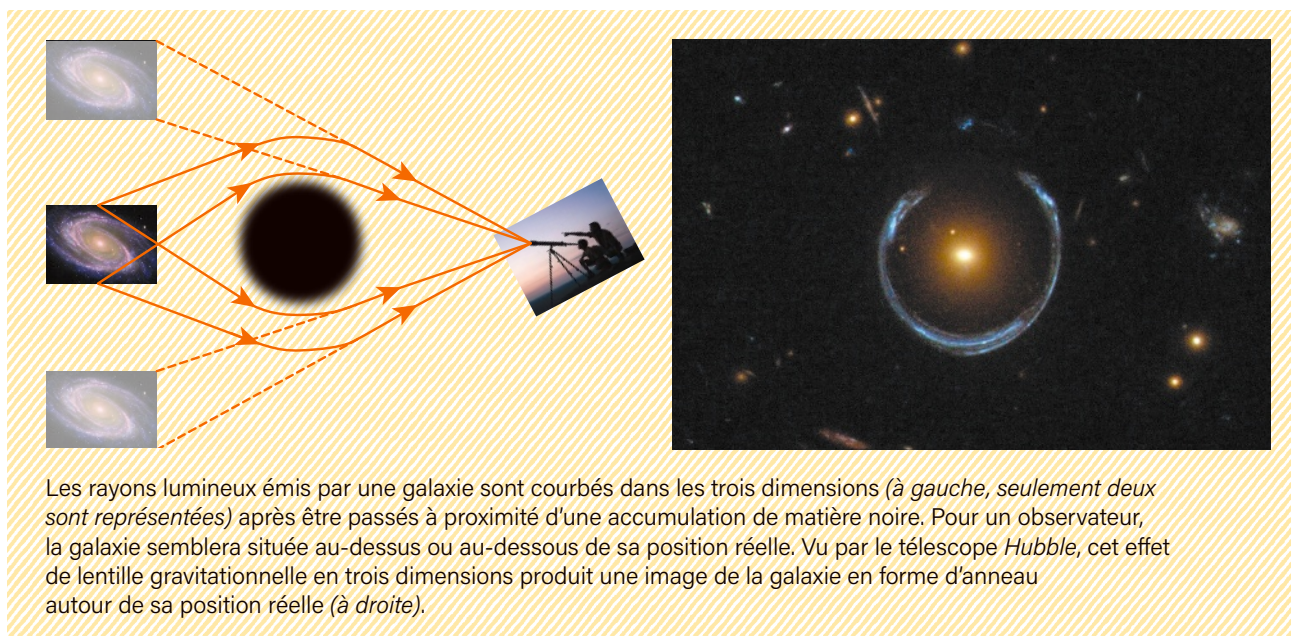 Les rayons lumineux émis par une galaxie sont courbés dans les trois dimensions (à gauche, seulement deux
sont représentées) après être passés à proximité d’une accumulation de matière noire. Pour un observateur,
la galaxie semblera située au-dessus ou au-dessous de sa position réelle. Vu par le télescope Hubble, cet effet
de lentille gravitationnelle en trois dimensions produit une image de la galaxie en forme d’anneau
autour de sa position réelle (à droite).